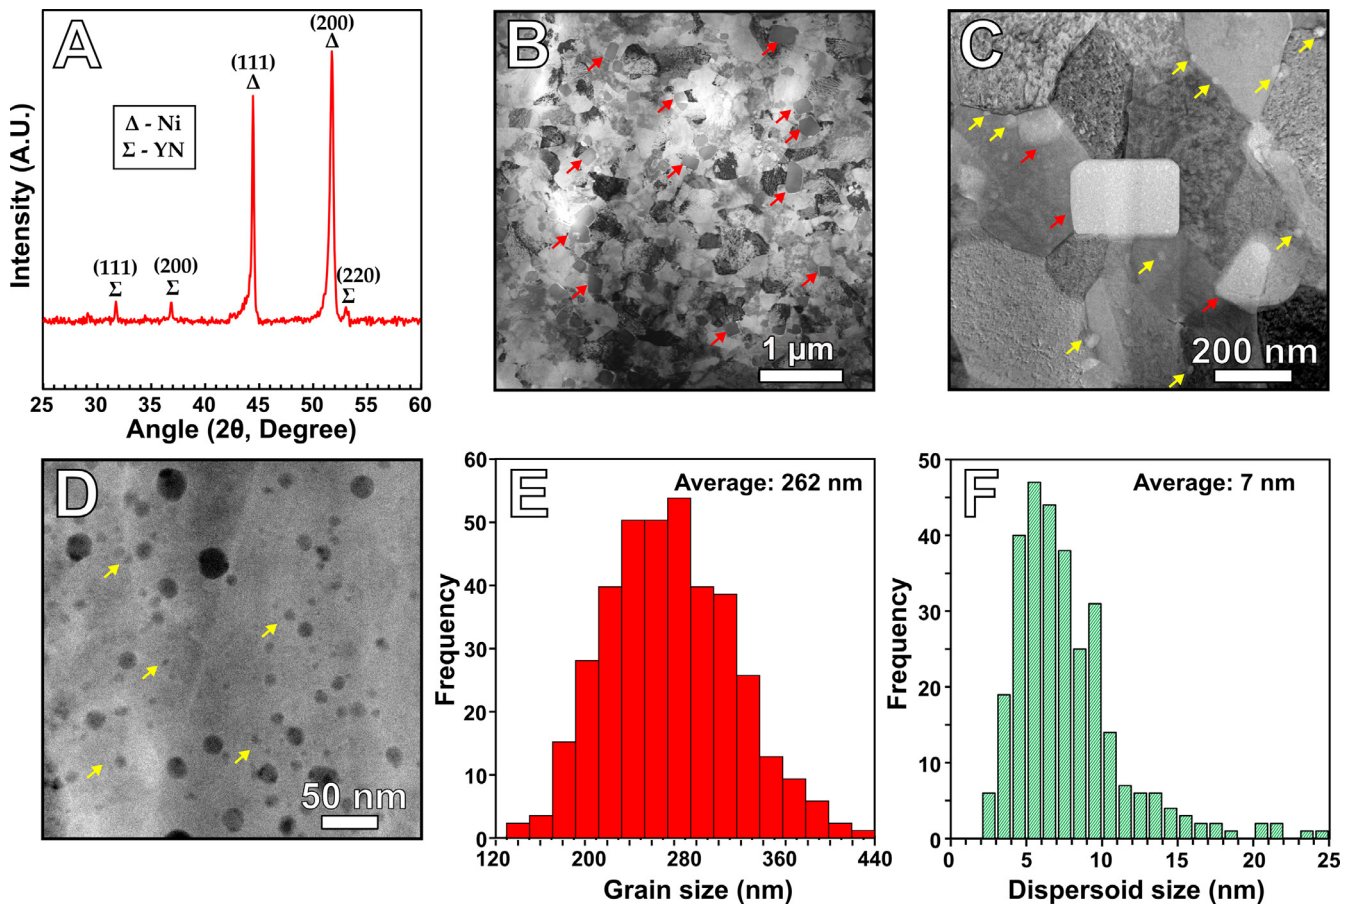 A
Intensity (A.U.)
(200)
Δ
(111)
Δ
Δ - Ni
Σ - YN
(111)
Σ
(200)
Σ
(220)
Σ
25 30 35 40 45 50 55 60
Angle (2θ, Degree)
B
1 µm
C
200 nm
D
50 nm
E
Average: 262 nm
Frequency
60
50
40
30
20
10
0
120 200 280 360 440
Grain size (nm)
F
Average: 7 nm
Frequency
50
40
30
20
10
0
0 5 10 15 20 25
Dispersoid size (nm)